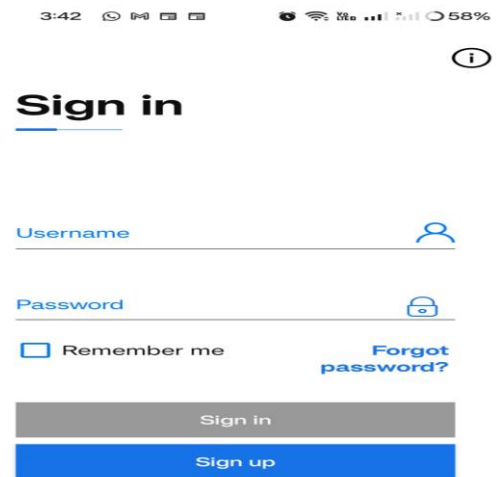 3:42 58%
Sign in
Username
Password
Remember me
Forgot
password?
Sign in
Sign up